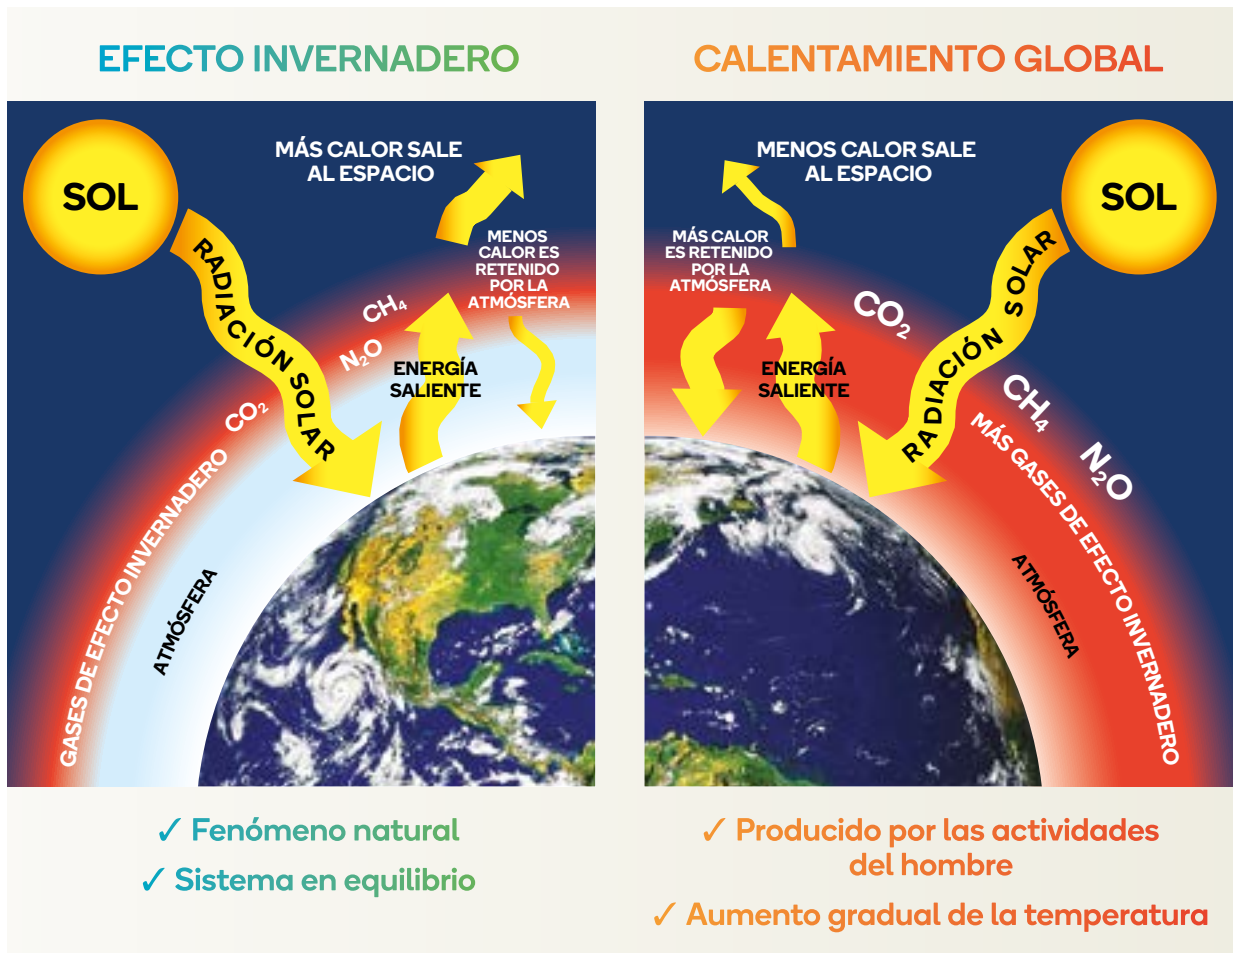 EFECTO INVERNADERO
SOL
MÁS CALOR SALE
AL ESPACIO
RADIACIÓN SOLAR
MENOS
CALOR ES
RETENIDO
POR LA
ATMÓSFERA
CH₄
N₂O
CO₂
ENERGÍA
SALIENTE
GASES DE EFECTO INVERNADERO
ATMÓSFERA
✓ Fenómeno natural
✓ Sistema en equilibrio
CALENTAMIENTO GLOBAL
MENOS CALOR SALE
AL ESPACIO
SOL
MÁS CALOR
ES RETENIDO
POR LA
ATMÓSFERA
RADIACIÓN SOLAR
CO₂
ENERGÍA
SALIENTE
CH₄
N₂O
MÁS GASES DE EFECTO INVERNADERO
ATMÓSFERA
✓ Producido por las actividades
del hombre
✓ Aumento gradual de la temperatura